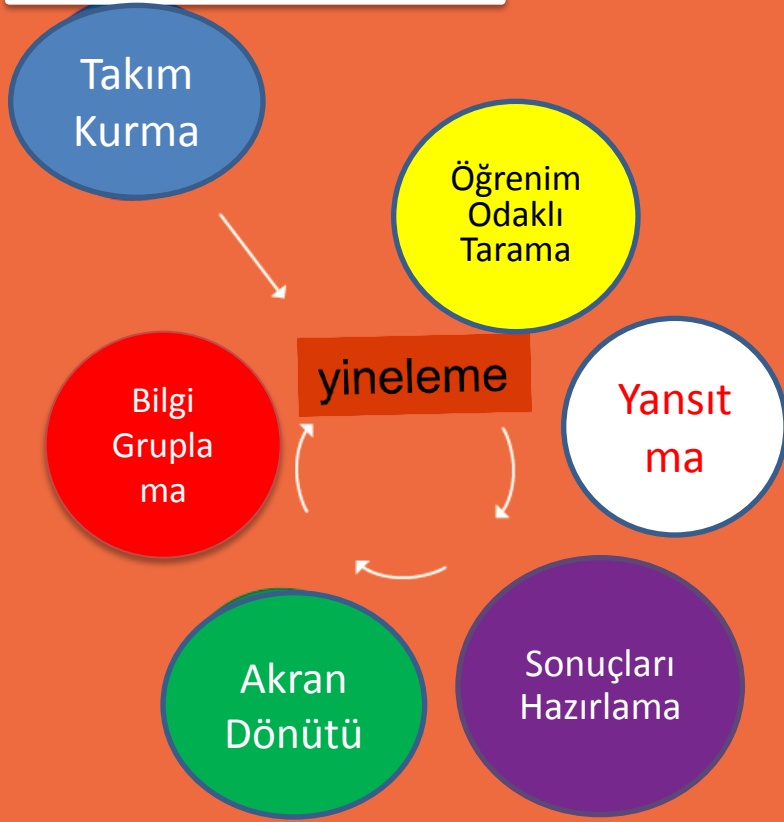 Takım
Kurma
Öğrenim
Odaklı
Tarama
yineleme
Yansıt
ma
Bilgi
Grupla
ma
Sonuçları
Hazırlama
Akran
Dönütü